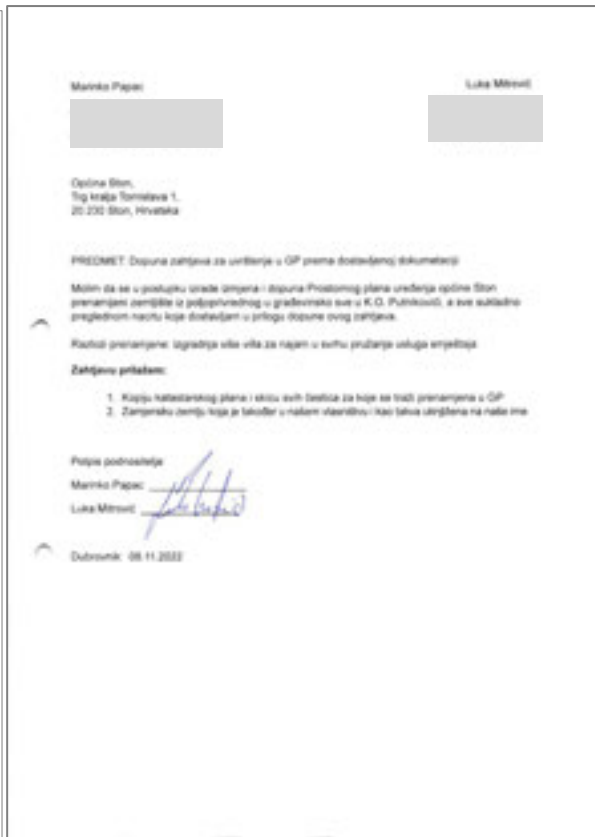 Marinko Papac
Luka Mitrović
Općina Ston,
Trg kralja Tomislava 1,
20 230 Ston, Hrvatska
PREDMET: Dopuna zahtjeva za uvrštenje u GP prema dostavljenoj dokumetaciji
Molim da se u postupku izrade izmjena i dopuna Prostornog plana uređenja općine Ston
prenamijeni zemljište iz poljoprivrednog u građevinsko sve u K.O. Putniković, a sve sukladno
preglednom nacitu koje dostavljam u prilogu dopune ovog zahtjeva.
Razlozi prenamjene: izgradnja više villa za najam u svrhu pružanja usluga smještaja
Zahtjevu prilažem:
1. Kopiju katastarskog plana i skicu svih čestica za koje se traži prenamjena u GP
2. Zamjensku zemlju koja je također u našem vlasništvu i kao takva uknjižena na naše ime
Potpis podnositelja
Marinko Papac
Luka Mitrović
Dubrovnik: 08.11.2022